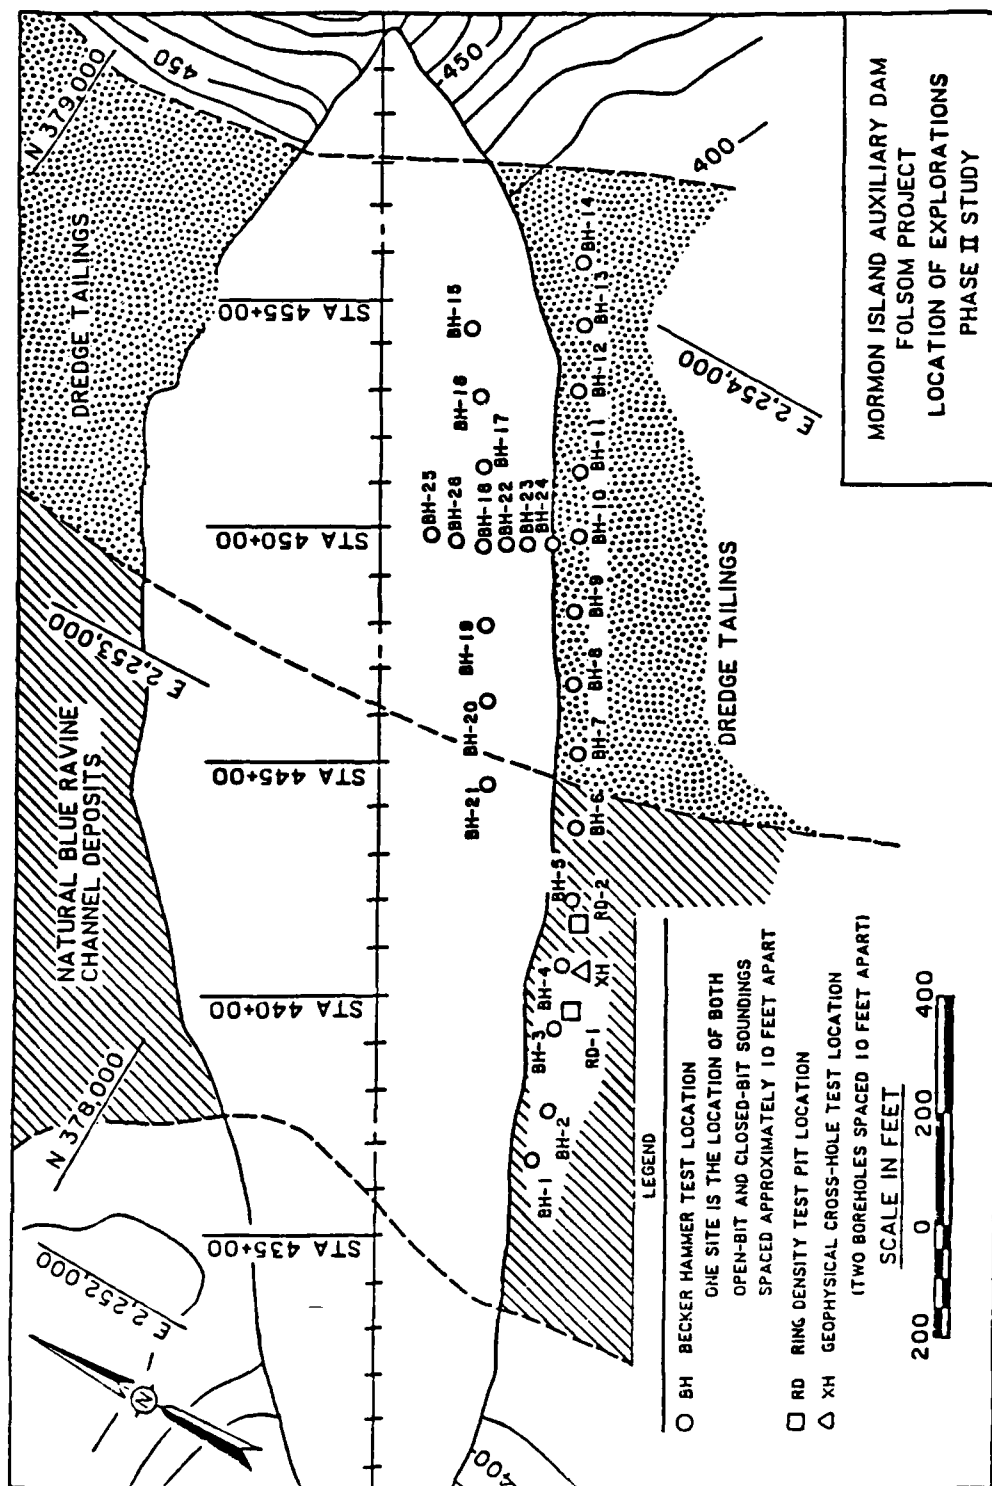 450
N 379,000
DREDGE TAILINGS
450
400
STA 455+00
BH-15
BH-14
BH-13
BH-12
BH-16
BH-17
BH-11
BH-25
BH-26
BH-18
BH-22
BH-23
BH-24
BH-10
STA 450+00
E 2,254,000
BH-9
BH-19
BH-8
E 2,253,000
BH-20
BH-7
STA 445+00
DREDGE TAILINGS
BH-21
BH-6
NATURAL BLUE RAVINE
CHANNEL DEPOSITS
BH-5
RD-2
BH-4
XH
STA 440+00
BH-3
RD-1
N 378,000
BH-2
BH-1
STA 435+00
E 2,252,000
N
400
LEGEND
BH BECKER HAMMER TEST LOCATION
ONE SITE IS THE LOCATION OF BOTH
OPEN-BIT AND CLOSED-BIT SOUNDINGS
SPACED APPROXIMATELY 10 FEET APART
RD RING DENSITY TEST PIT LOCATION
XH GEOPHYSICAL CROSS-HOLE TEST LOCATION
(TWO BOREHOLES SPACED 10 FEET APART)
SCALE IN FEET
200 0 200 400
MORMON ISLAND AUXILIARY DAM
FOLSOM PROJECT
LOCATION OF EXPLORATIONS
PHASE II STUDY